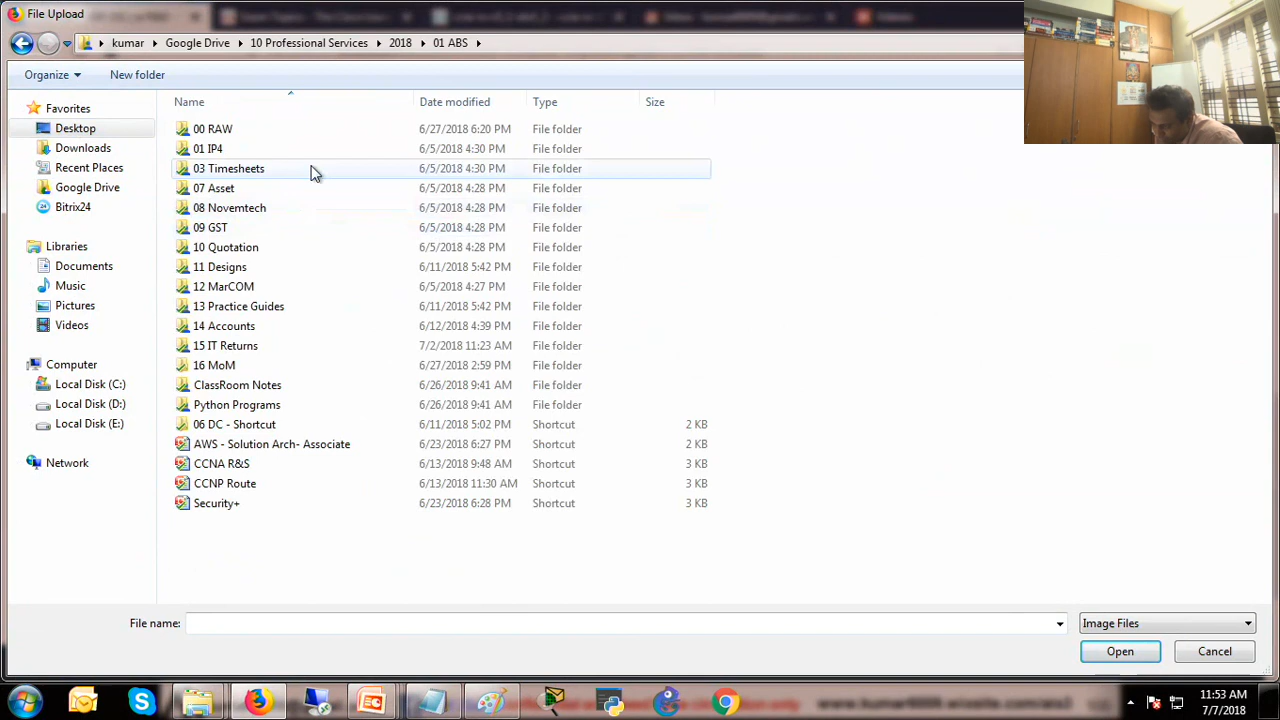 File Upload
kumar Google Drive 10 Professional Services 2018 01 ABS
Organize New folder
Name Date modified Type Size
Favorites
Desktop
Downloads
Recent Places
Google Drive
Bitrix24
Libraries
Documents
Music
Pictures
Videos
Computer
Local Disk (C:)
Local Disk (D:)
Local Disk (E:)
Network
00 RAW 6/27/2018 6:20 PM File folder
01 IP4 6/5/2018 4:30 PM File folder
03 Timesheets 6/5/2018 4:30 PM File folder
07 Asset 6/5/2018 4:28 PM File folder
08 Novemtech 6/5/2018 4:28 PM File folder
09 GST 6/5/2018 4:28 PM File folder
10 Quotation 6/5/2018 4:28 PM File folder
11 Designs 6/11/2018 5:42 PM File folder
12 MarCOM 6/5/2018 4:27 PM File folder
13 Practice Guides 6/11/2018 5:42 PM File folder
14 Accounts 6/12/2018 4:39 PM File folder
15 IT Returns 7/2/2018 11:23 AM File folder
16 MoM 6/27/2018 2:59 PM File folder
ClassRoom Notes 6/26/2018 9:41 AM File folder
Python Programs 6/26/2018 9:41 AM File folder
06 DC - Shortcut 6/11/2018 5:02 PM Shortcut 2 KB
AWS - Solution Arch- Associate 6/23/2018 6:27 PM Shortcut 2 KB
CCNA R&S 6/13/2018 9:48 AM Shortcut 3 KB
CCNP Route 6/13/2018 11:30 AM Shortcut 3 KB
Security+ 6/23/2018 6:28 PM Shortcut 3 KB
File name: Image Files
Open Cancel
11:53 AM
7/7/2018